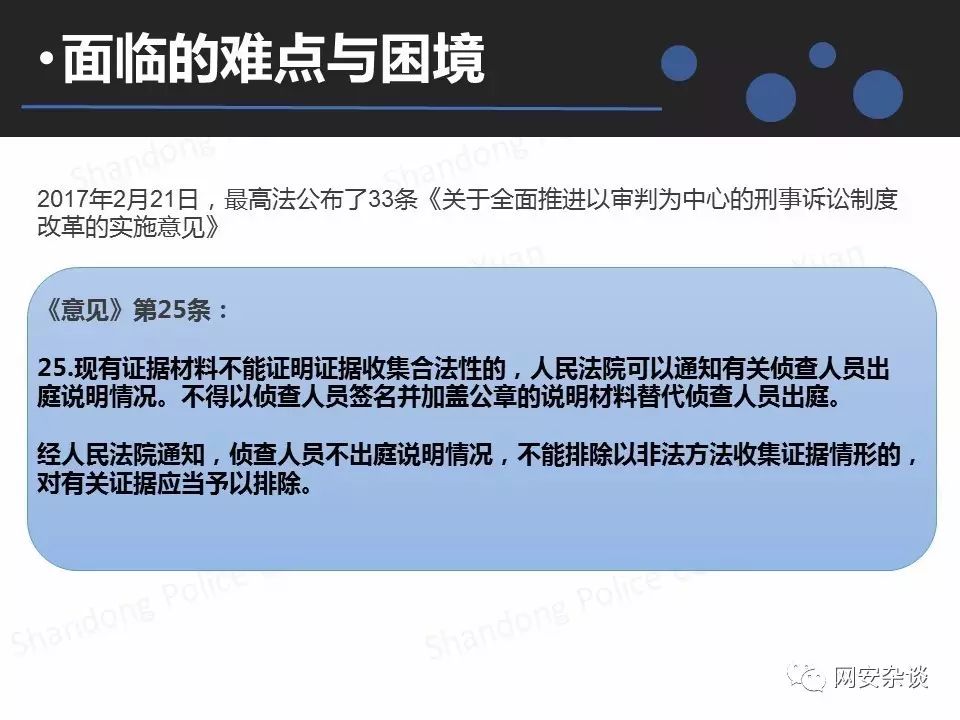 •面临的难点与困境
2017年2月21日，最高法公布了33条《关于全面推进以审判为中心的刑事诉讼制度
改革的实施意见》
《意见》第25条：
25.现有证据材料不能证明证据收集合法性的，人民法院可以通知有关侦查人员出
庭说明情况。不得以侦查人员签名并加盖公章的说明材料替代侦查人员出庭。
经人民法院通知，侦查人员不出庭说明情况，不能排除以非法方法收集证据情形的，
对有关证据应当予以排除。
Shandong
Shandong
Xuan
Xuan
Shandong Police
Shandong Police
网安杂谈